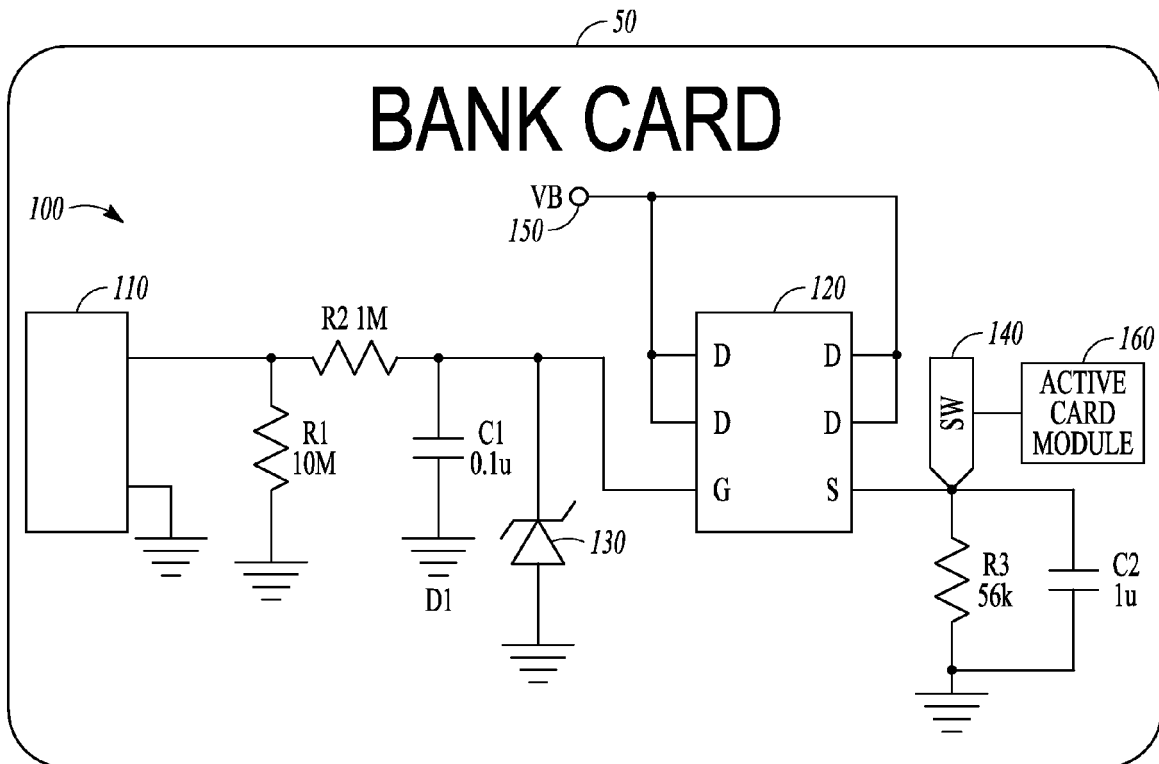 50
BANK CARD
100
VB
150
110
R2 1M
120
140
160
D D
ACTIVE
CARD
MODULE
SW
R1
10M
C1
0.1u
D D
G S
130
D1
R3
56k
C2
1u